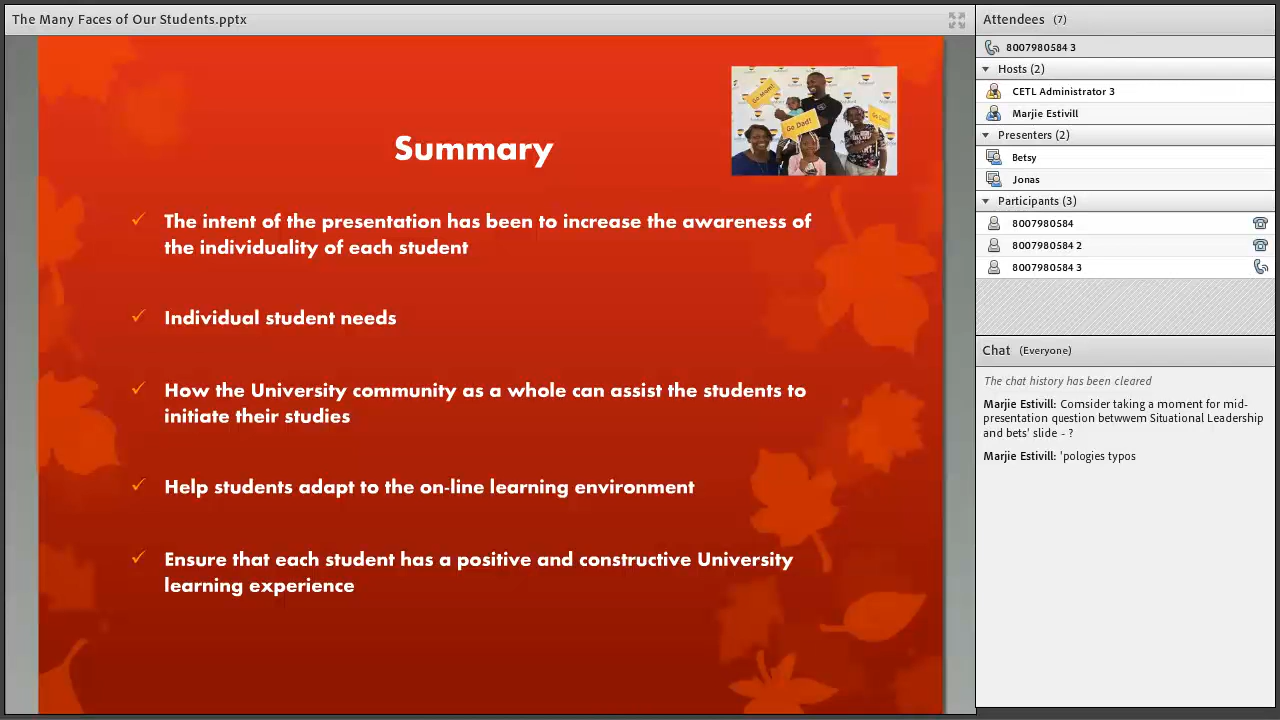 The Many Faces of Our Students.pptx
Summary
Go Mom!
Go Dad!
The intent of the presentation has been to increase the awareness of
the individuality of each student
Individual student needs
How the University community as a whole can assist the students to
initiate their studies
Help students adapt to the on-line learning environment
Ensure that each student has a positive and constructive University
learning experience
Attendees (7)
8007980584 3
Hosts (2)
CETL Administrator 3
Marjie Estivill
Presenters (2)
Betsy
Jonas
Participants (3)
8007980584
8007980584 2
8007980584 3
Chat (Everyone)
The chat history has been cleared
Marjie Estivill: Comsider taking a moment for mid-
presentation question betwwem Situational Leadership
and bets' slide - ?
Marjie Estivill: 'pologies typos